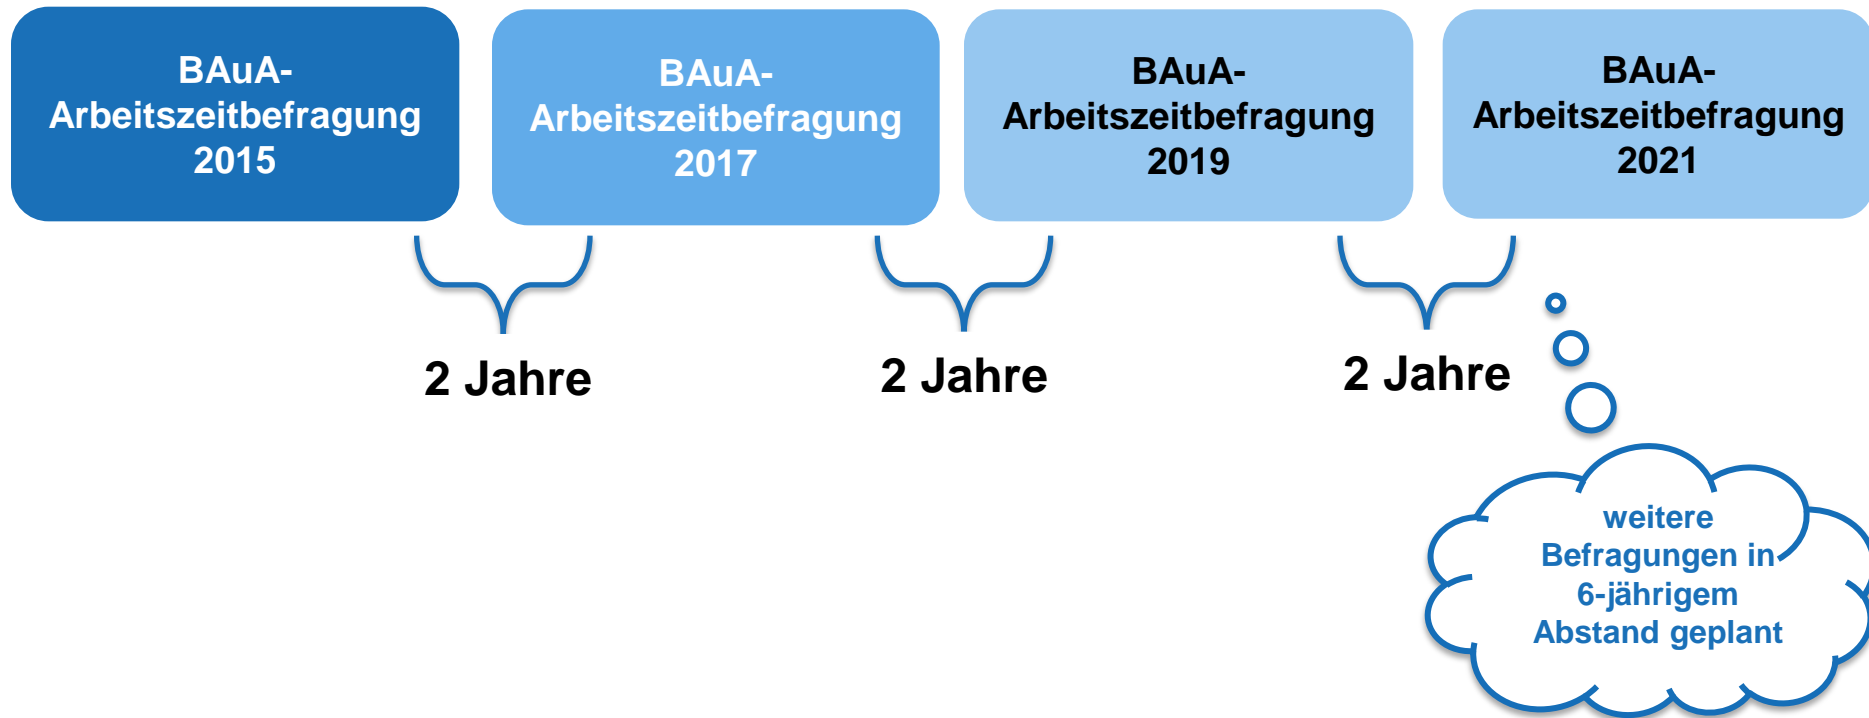 BAuA-
Arbeitszeitbefragung
2015
BAuA-
Arbeitszeitbefragung
2017
BAuA-
Arbeitszeitbefragung
2019
BAuA-
Arbeitszeitbefragung
2021
2 Jahre
2 Jahre
2 Jahre
weitere
Befragungen in
6-jährigem
Abstand geplant